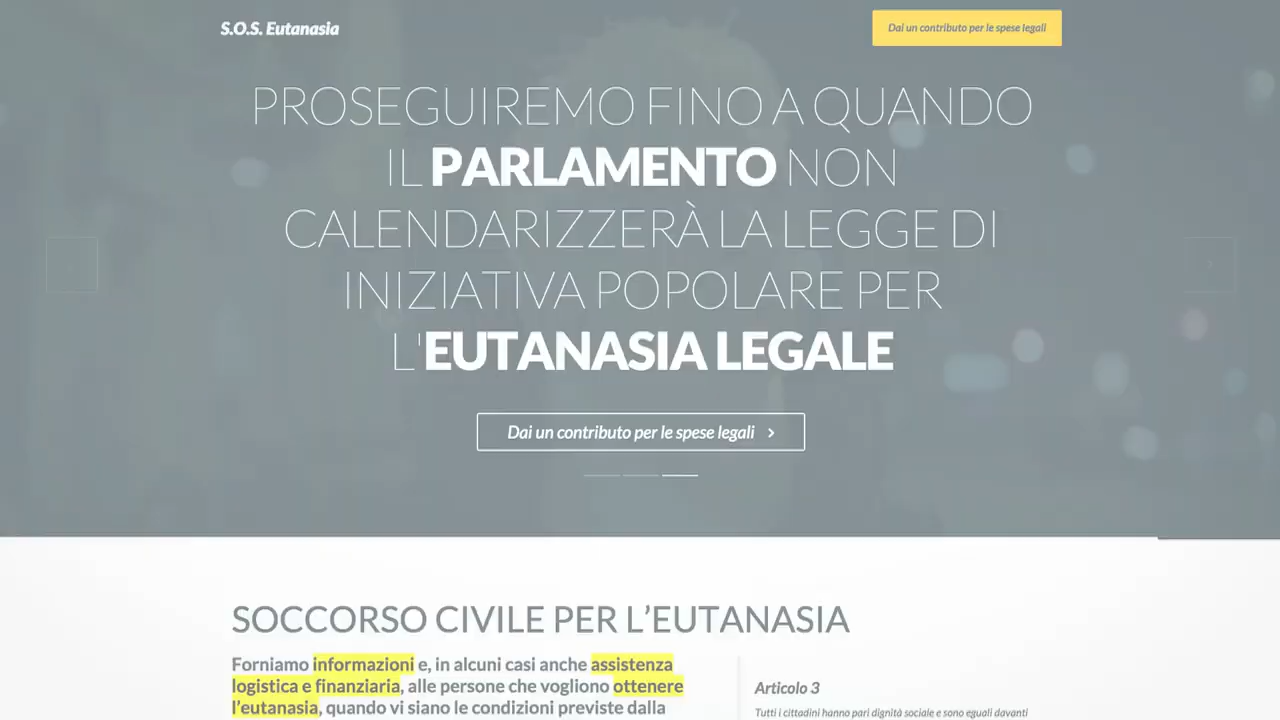 S.O.S. Eutanasia
Dai un contributo per le spese legali
PROSEGUIREMO FINO A QUANDO
IL PARLAMENTO NON
CALENDARIZZERÀ LA LEGGE DI
INIZIATIVA POPOLARE PER
L'EUTANASIA LEGALE
Dai un contributo per le spese legali
SOCCORSO CIVILE PER L’EUTANASIA
Forniamo informazioni e, in alcuni casi anche assistenza
logistica e finanziaria, alle persone che vogliono ottenere
l’eutanasia, quando vi siano le condizioni previste dalla
Articolo 3
Tutti i cittadini hanno pari dignità sociale e sono eguali davanti